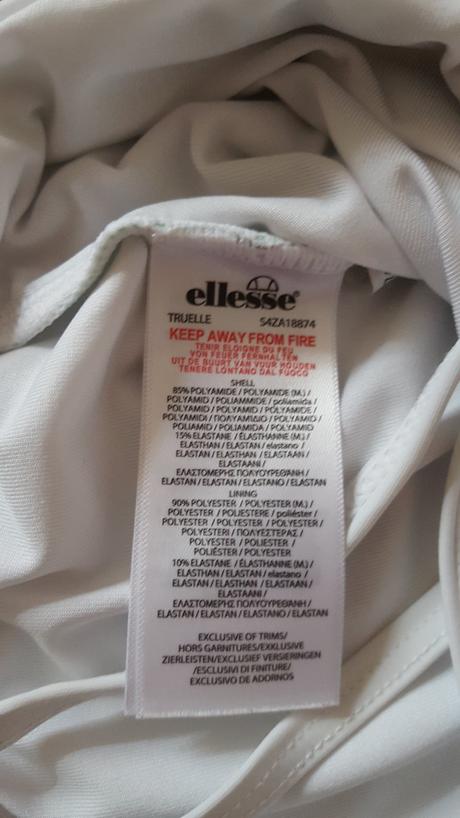 ellesse®
TRUELLE S4ZA18874
KEEP AWAY FROM FIRE
TENIR ELOIGNE DU FEU
VON FEUER FERNHALTEN
UIT DE BUURT VAN VUUR HOUDEN
TENERE LONTANO DAL FUOCO
SHELL
85% POLYAMIDE / POLYAMIDE (M.) /
POLYAMID / POLIAMMIDE / poliamida /
POLYAMID / POLYAMID / POLYAMIDE /
POLYAMIDI / ΠΟΛΥΑΜΙΔΙΟ / POLYAMID /
POLIAMID / POLIAMIDA / POLYAMID
15% ELASTANE / ÉLASTHANNE (M.) /
ELASTHAN / ELASTAN / elastano /
ELASTAN / ELASTHAN / ELASTAAN /
ELASTAANI /
ΕΛΑΣΤΟΜΕΡΗΣ ΠΟΛΥΟΥΡΕΘΑΝΗ /
ELASTAN / ELASTAN / ELASTANO / ELASTAN
LINING
90% POLYESTER / POLYESTER (M.) /
POLYESTER / POLIESTERE / poliéster /
POLYESTER / POLYESTER / POLYESTER /
POLYESTERI / ΠΟΛΥΕΣΤΕΡΑΣ /
POLYESTER / POLIESTER /
POLIÉSTER / POLYESTER
10% ELASTANE / ÉLASTHANNE (M.) /
ELASTHAN / ELASTAN / elastano /
ELASTAN / ELASTHAN / ELASTAAN /
ELASTAANI /
ΕΛΑΣΤΟΜΕΡΗΣ ΠΟΛΥΟΥΡΕΘΑΝΗ /
ELASTAN / ELASTAN / ELASTANO / ELASTAN
EXCLUSIVE OF TRIMS/
HORS GARNITURES/EXKLUSIVE
ZIERLEISTEN/EXCLUSIEF VERSIERINGEN
/ESCLUSI DI FINITURE/
EXCLUSIVO DE ADORNOS